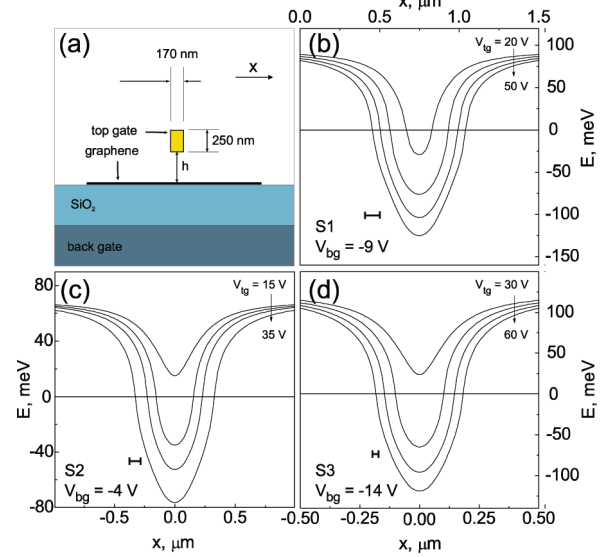 x, μm
0.0 0.5 1.0 1.5
(a)
170 nm
x
top gate
250 nm
graphene
h
SiO₂
back gate
(b)
V_tg = 20 V
50 V
100
50
0
-50
-100
-150
E, meV
S1
V_bg = -9 V
(c)
V_tg = 15 V
35 V
80
40
0
-40
-80
E, meV
S2
V_bg = -4 V
-0.5 0.0 0.5
x, μm
(d)
V_tg = 30 V
60 V
100
50
0
-50
-100
E, meV
S3
V_bg = -14 V
-0.50 -0.25 0.00 0.25 0.50
x, μm